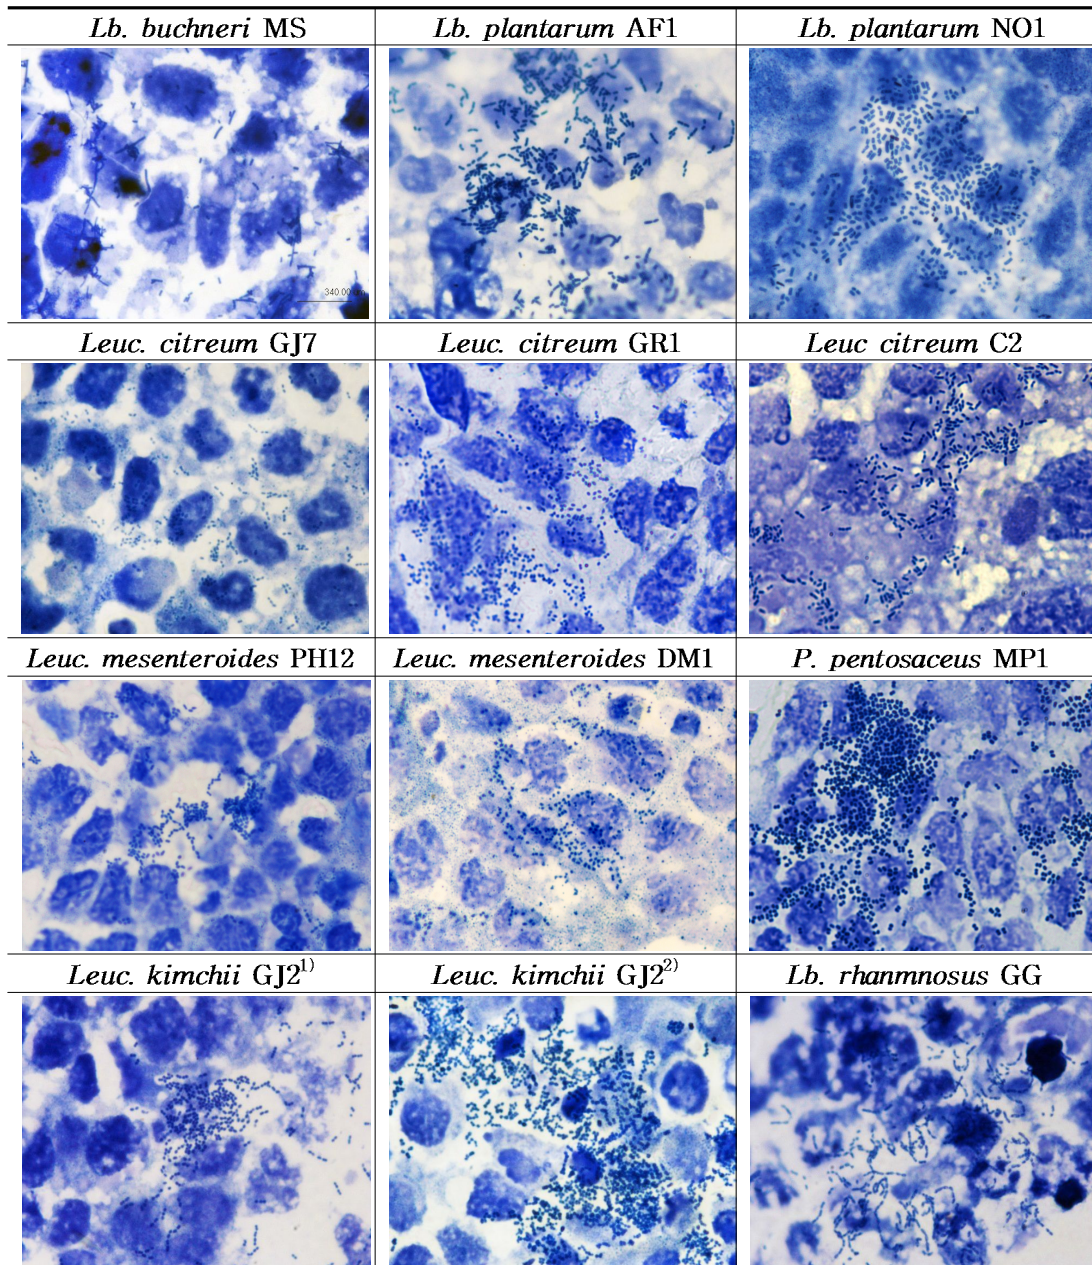 Lb. buchneri MS
Lb. plantarum AF1
Lb. plantarum NO1
340.00
Leuc. citreum GJ7
Leuc. citreum GR1
Leuc citreum C2
Leuc. mesenteroides PH12
Leuc. mesenteroides DM1
P. pentosaceus MP1
Leuc. kimchii GJ2¹⁾
Leuc. kimchii GJ2²⁾
Lb. rhanmnosus GG